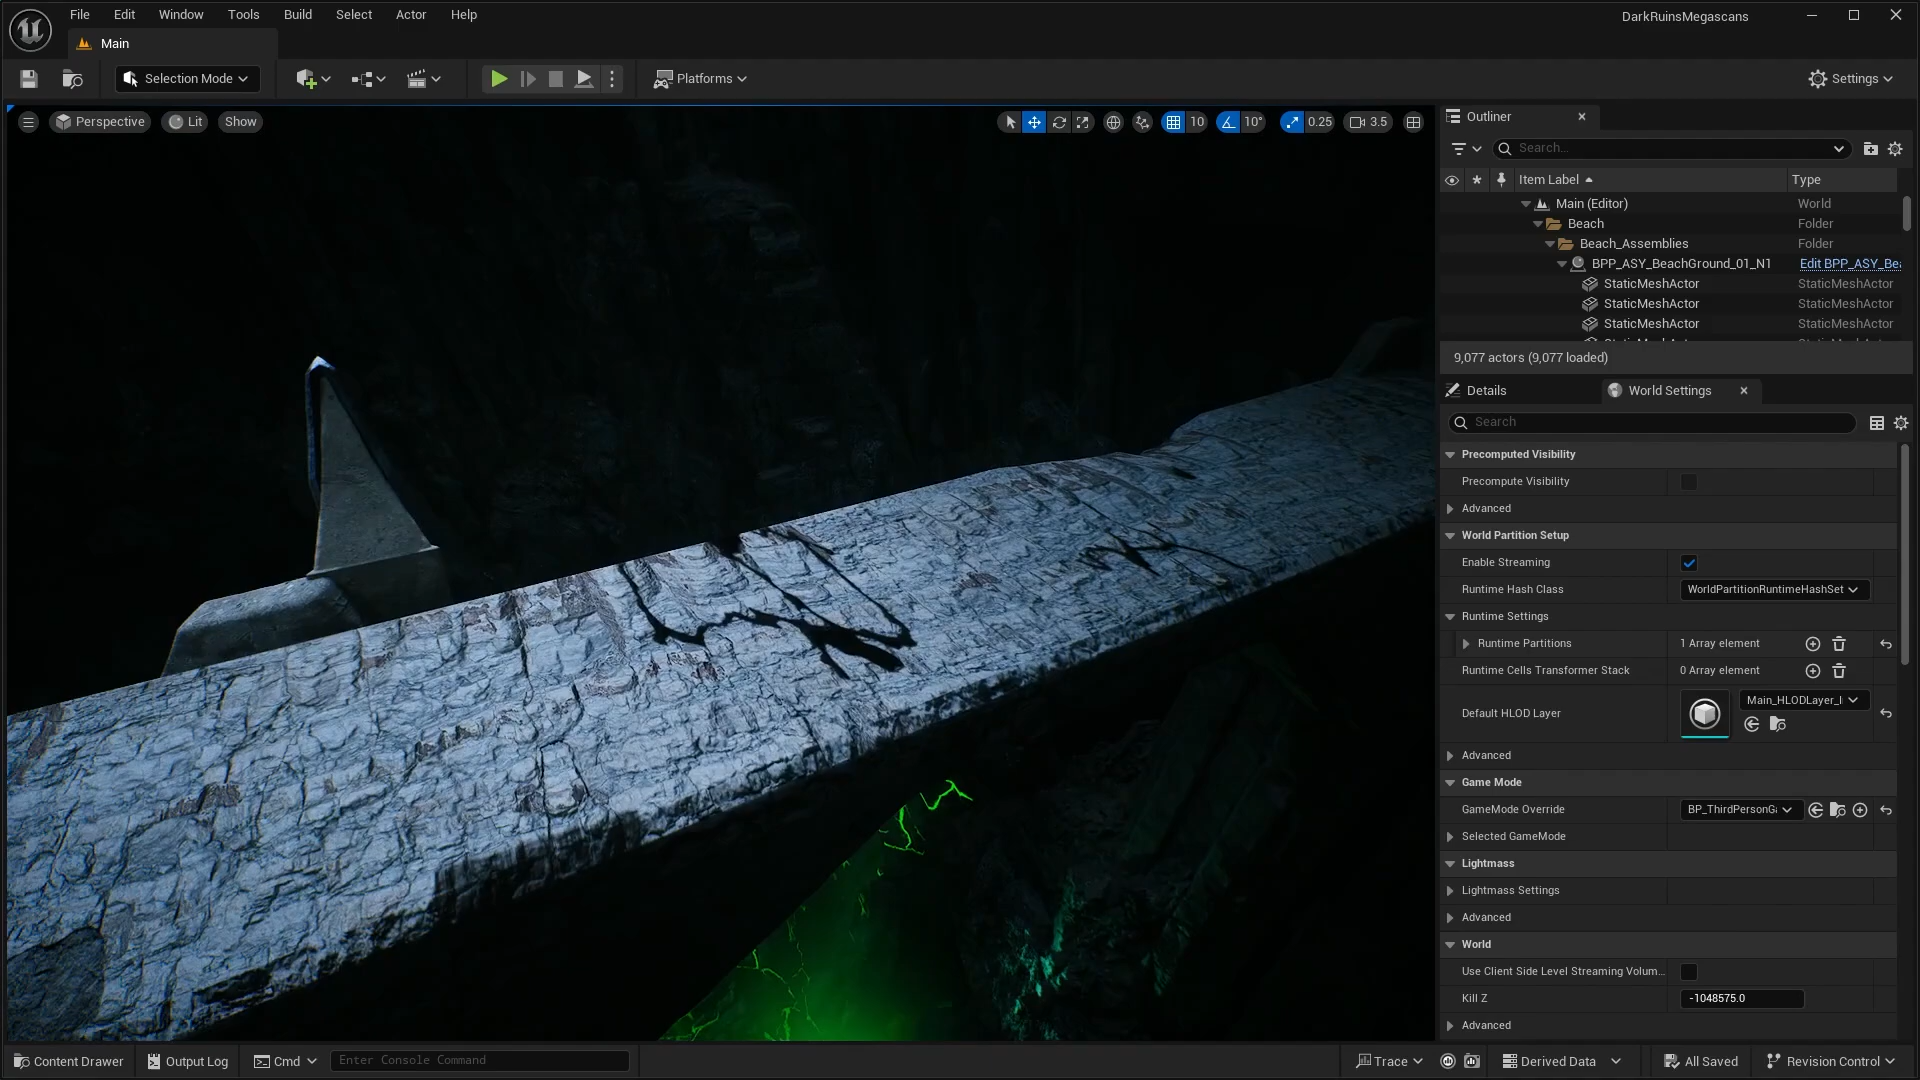 File Edit Window Tools Build Select Actor Help
DarkRuinsMegascans
Main
Selection Mode
Platforms
Settings
Perspective Lit Show
10 10° 0.25 3.5
Outliner
Search...
Item Label Type
Main (Editor) World
Beach Folder
Beach_Assemblies Folder
BPP_ASY_BeachGround_01_N1 Edit BPP_ASY_Bea
StaticMeshActor StaticMeshActor
StaticMeshActor StaticMeshActor
StaticMeshActor StaticMeshActor
9,077 actors (9,077 loaded)
Details World Settings
Search
Precomputed Visibility
Precompute Visibility
Advanced
World Partition Setup
Enable Streaming
Runtime Hash Class WorldPartitionRuntimeHashSet
Runtime Settings
Runtime Partitions 1 Array element
Runtime Cells Transformer Stack 0 Array element
Default HLOD Layer Main_HLODLayer_I
Advanced
Game Mode
GameMode Override BP_ThirdPersonGa
Selected GameMode
Lightmass
Lightmass Settings
Advanced
World
Use Client Side Level Streaming Volum...
Kill Z -1048575.0
Advanced
Content Drawer Output Log Cmd Enter Console Command Trace Derived Data All Saved Revision Control